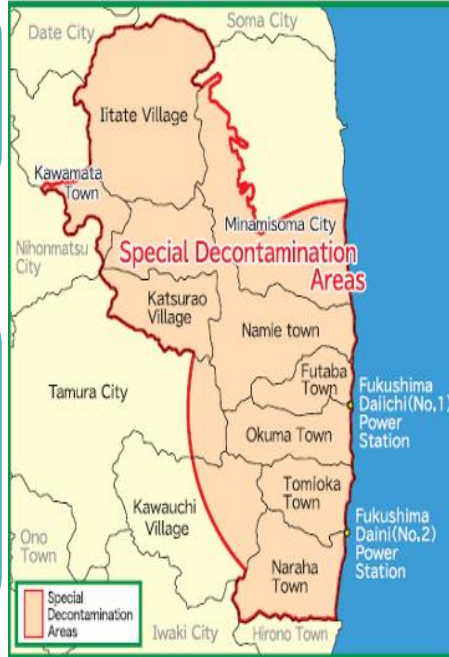 Date City
Soma City
Iitate Village
Kawamata
Town
Minamisoma City
Nihonmatsu
City
Special Decontamination
Areas
Katsurao
Village
Namie town
Futaba
Town
Fukushima
Daiichi(No.1)
Power
Station
Tamura City
Okuma Town
Tomioka
Town
Kawauchi
Village
Fukushima
Daini(No.2)
Power
Station
Ono
Town
Naraha
Town
Special
Decontamination
Areas
Iwaki City
Hirono Town